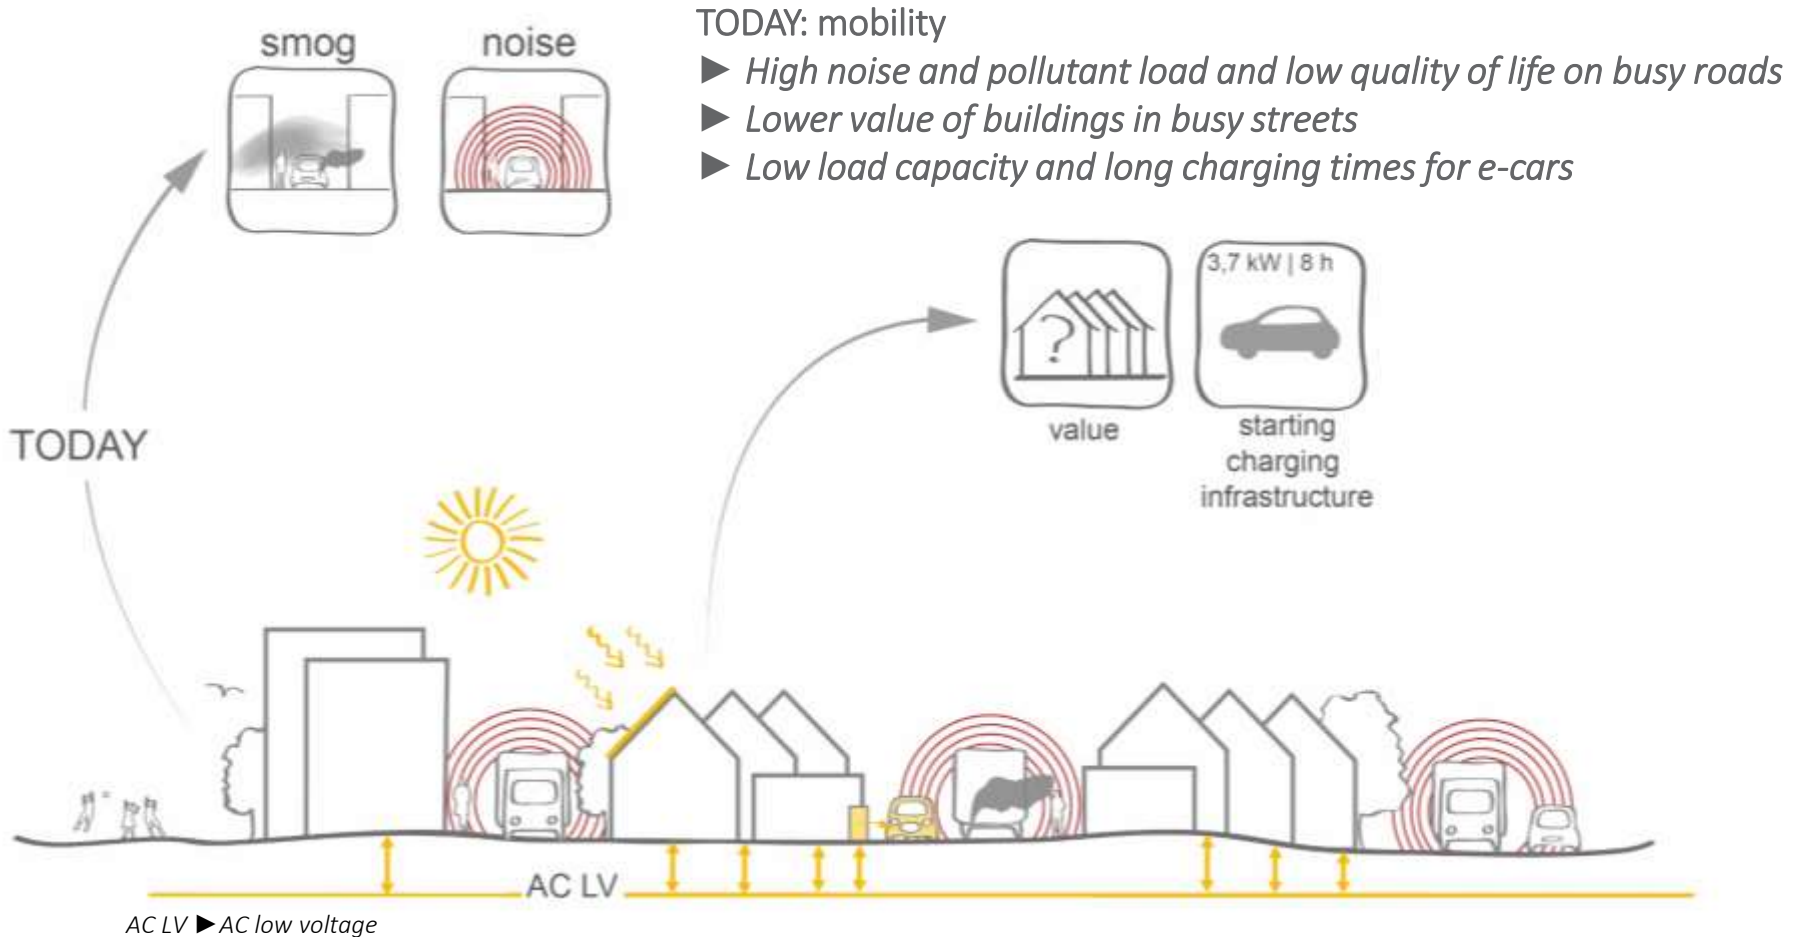 TODAY: mobility
► High noise and pollutant load and low quality of life on busy roads
► Lower value of buildings in busy streets
► Low load capacity and long charging times for e-cars
smog
noise
3,7 kW | 8 h
?
value
starting
charging
infrastructure
TODAY
AC LV
AC LV ► AC low voltage